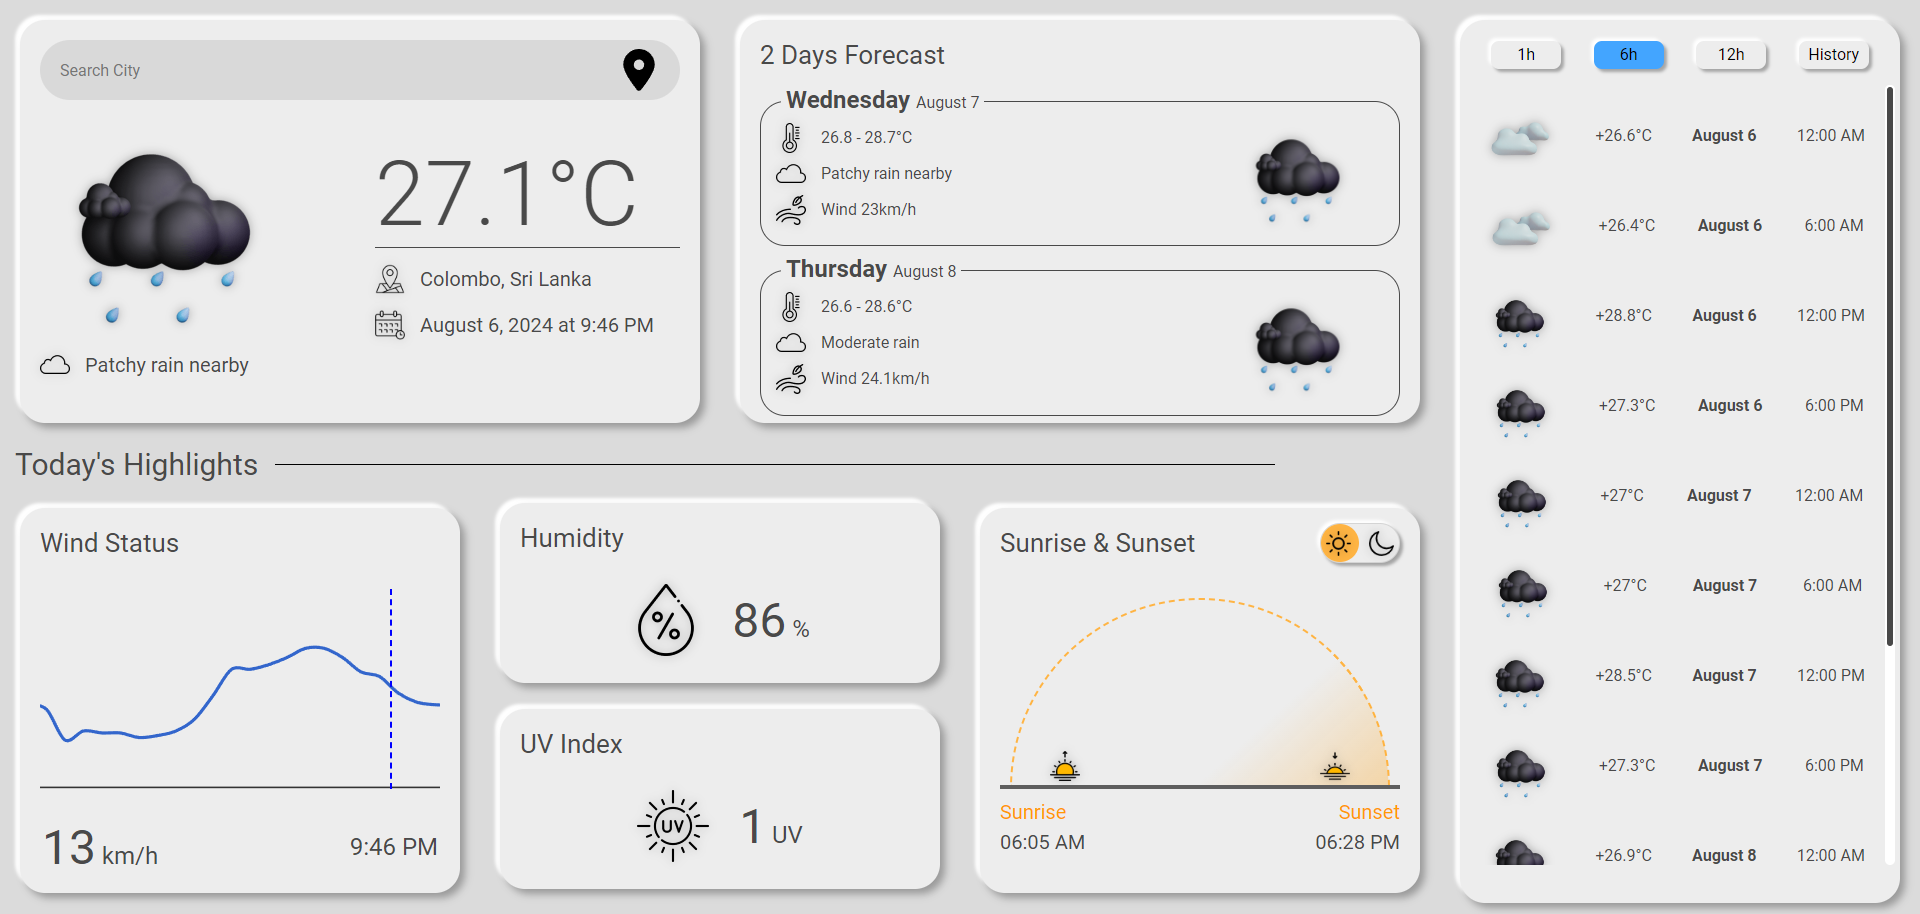 Search City
27.1°C
Colombo, Sri Lanka
August 6, 2024 at 9:46 PM
Patchy rain nearby
2 Days Forecast
Wednesday August 7
26.8 - 28.7°C
Patchy rain nearby
Wind 23km/h
Thursday August 8
26.6 - 28.6°C
Moderate rain
Wind 24.1km/h
Today's Highlights
Wind Status
13 km/h
9:46 PM
Humidity
%
86 %
UV Index
UV
1 UV
Sunrise & Sunset
Sunrise
06:05 AM
Sunset
06:28 PM
1h 6h 12h History
+26.6°C August 6 12:00 AM
+26.4°C August 6 6:00 AM
+28.8°C August 6 12:00 PM
+27.3°C August 6 6:00 PM
+27°C August 7 12:00 AM
+27°C August 7 6:00 AM
+28.5°C August 7 12:00 PM
+27.3°C August 7 6:00 PM
+26.9°C August 8 12:00 AM